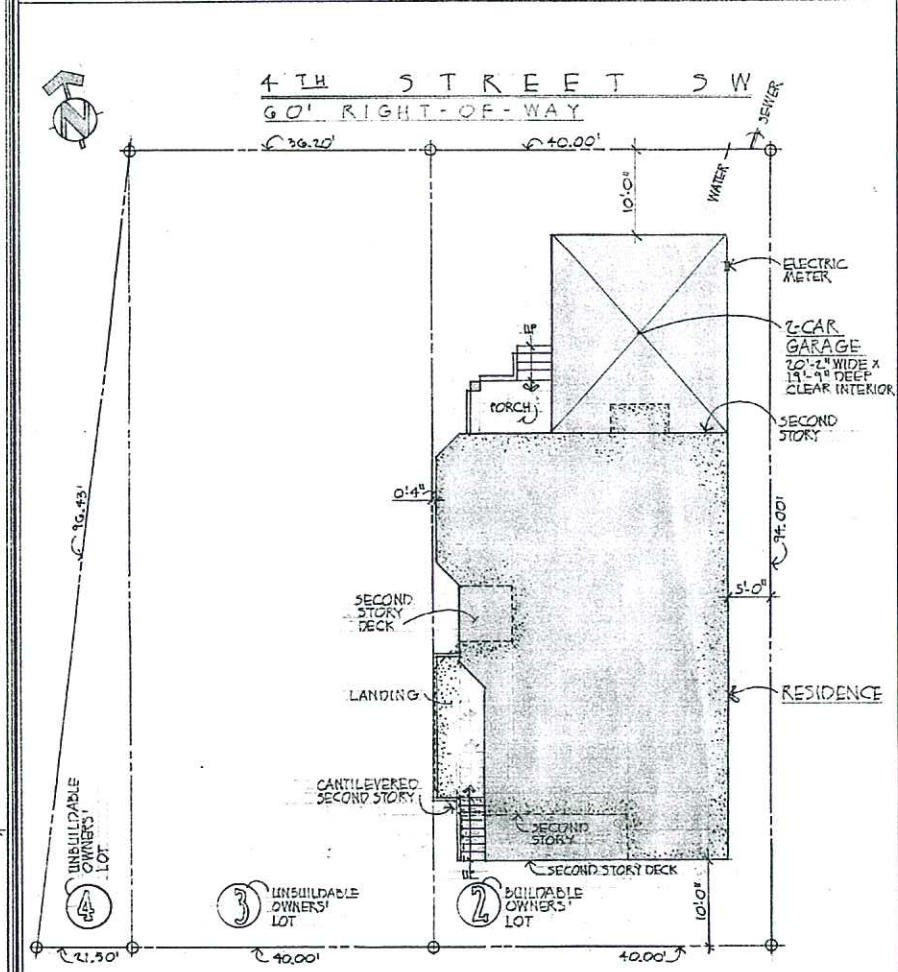 4TH STREET SW
60' RIGHT-OF-WAY
N
36.20'
40.00'
SEWER
WATER
10'-0"
ELECTRIC
METER
2-CAR
GARAGE
20'-2" WIDE X
19'-9" DEEP
CLEAR INTERIOR
UP
PORCH
SECOND
STORY
0'-4"
96.43'
94.00'
5'-0"
SECOND
STORY
DECK
LANDING
RESIDENCE
CANTILEVERED
SECOND STORY
SECOND
STORY
UP
SECOND STORY DECK
10'-0"
4
UNBUILDABLE
OWNERS'
LOT
3
UNBUILDABLE
OWNERS'
LOT
2
BUILDABLE
OWNERS'
LOT
21.50'
40.00'
40.00'